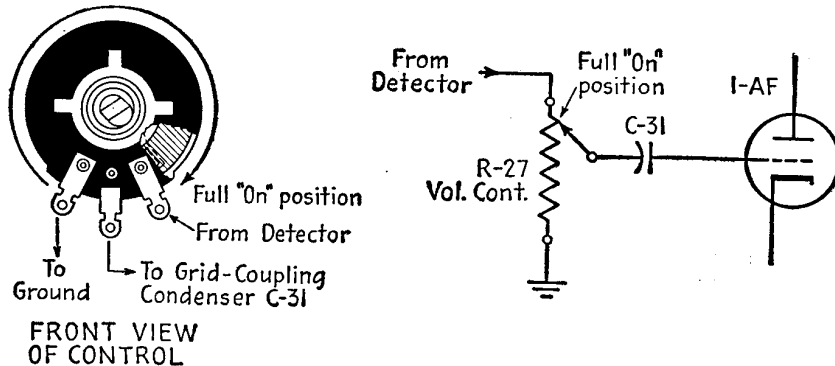 Full "On" position
From Detector
To
Ground
To Grid-Coupling
Condenser C-31
FRONT VIEW
OF CONTROL
From
Detector
Full "On"
position
C-31
1-AF
R-27
Vol. Cont.